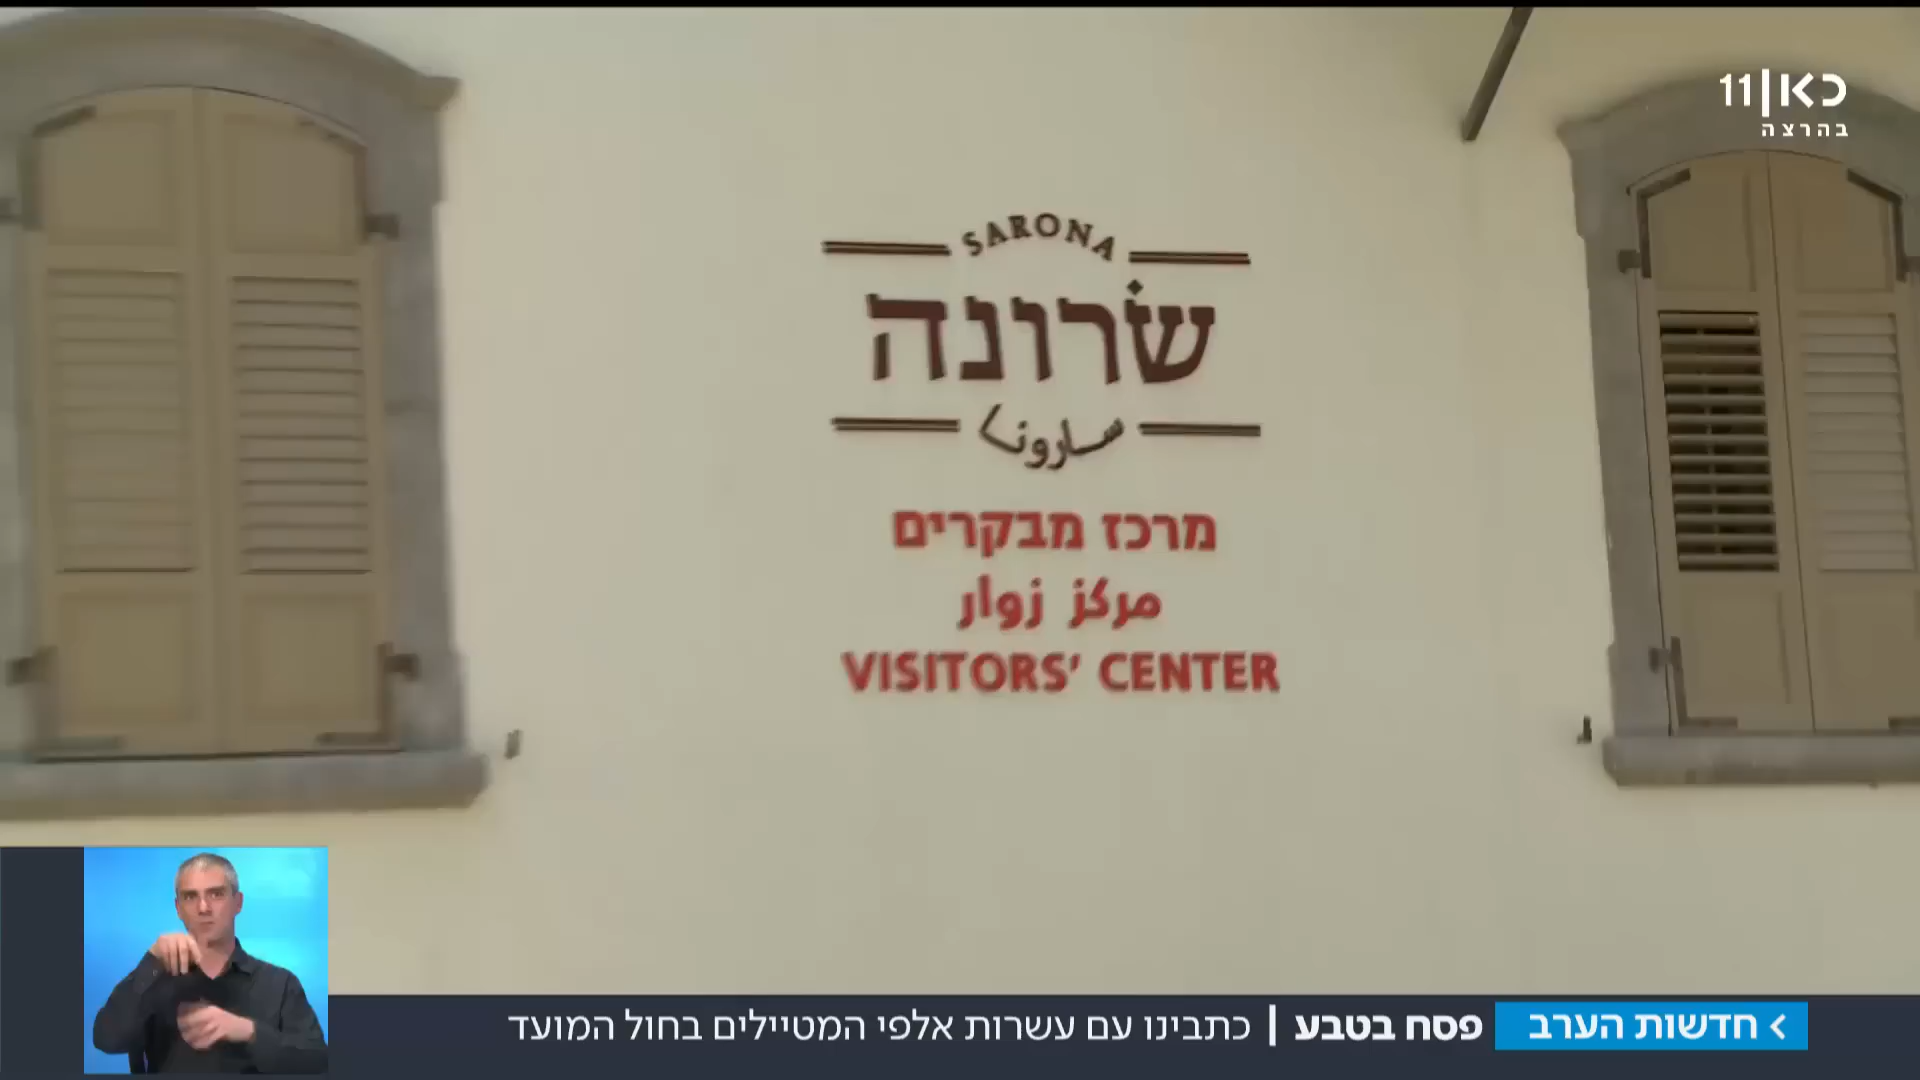 כאן|11
בהרצה
SARONA
שׂרונה
سارونا
מרכז מבקרים
مركز زوار
VISITORS' CENTER
חדשות הערב
פסח בטבע | כתבינו עם עשרות אלפי המטיילים בחול המועד